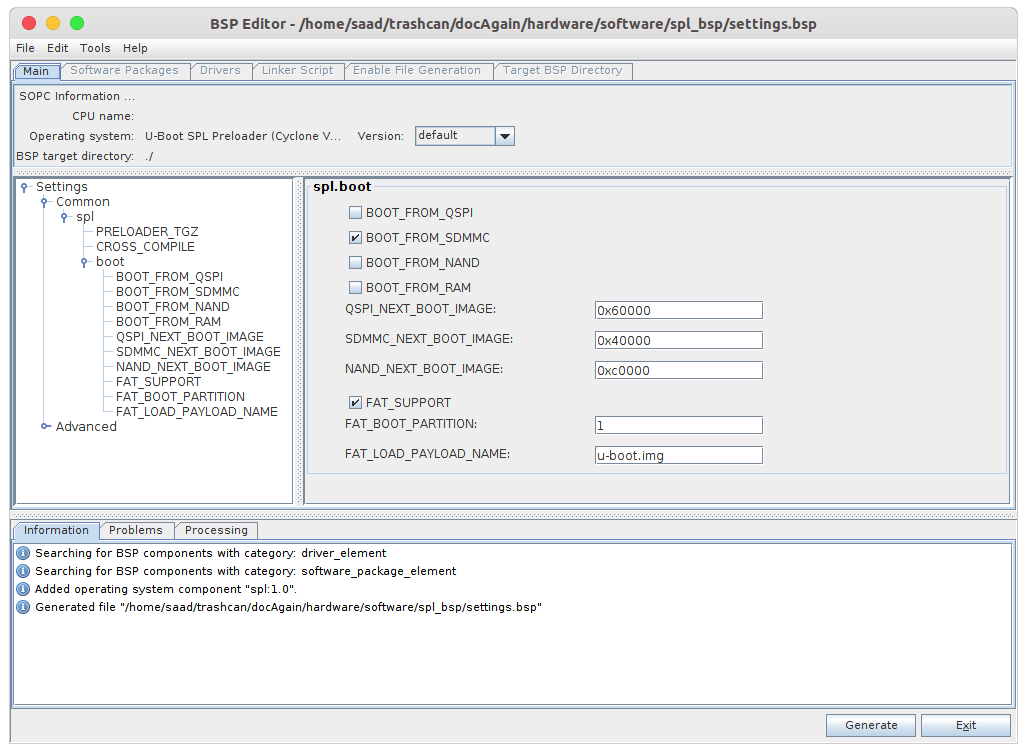 BSP Editor - /home/saad/trashcan/docAgain/hardware/software/spl_bsp/settings.bsp
File Edit Tools Help
Main Software Packages Drivers Linker Script Enable File Generation Target BSP Directory
SOPC Information ...
CPU name:
Operating system: U-Boot SPL Preloader (Cyclone V... Version: default
BSP target directory: ./
Settings
Common
spl
PRELOADER_TGZ
CROSS_COMPILE
boot
BOOT_FROM_QSPI
BOOT_FROM_SDMMC
BOOT_FROM_NAND
BOOT_FROM_RAM
QSPI_NEXT_BOOT_IMAGE
SDMMC_NEXT_BOOT_IMAGE
NAND_NEXT_BOOT_IMAGE
FAT_SUPPORT
FAT_BOOT_PARTITION
FAT_LOAD_PAYLOAD_NAME
Advanced
spl.boot
BOOT_FROM_QSPI
BOOT_FROM_SDMMC
BOOT_FROM_NAND
BOOT_FROM_RAM
QSPI_NEXT_BOOT_IMAGE: 0x60000
SDMMC_NEXT_BOOT_IMAGE: 0x40000
NAND_NEXT_BOOT_IMAGE: 0xc0000
FAT_SUPPORT
FAT_BOOT_PARTITION: 1
FAT_LOAD_PAYLOAD_NAME: u-boot.img
Information Problems Processing
Searching for BSP components with category: driver_element
Searching for BSP components with category: software_package_element
Added operating system component "spl:1.0".
Generated file "/home/saad/trashcan/docAgain/hardware/software/spl_bsp/settings.bsp"
Generate Exit